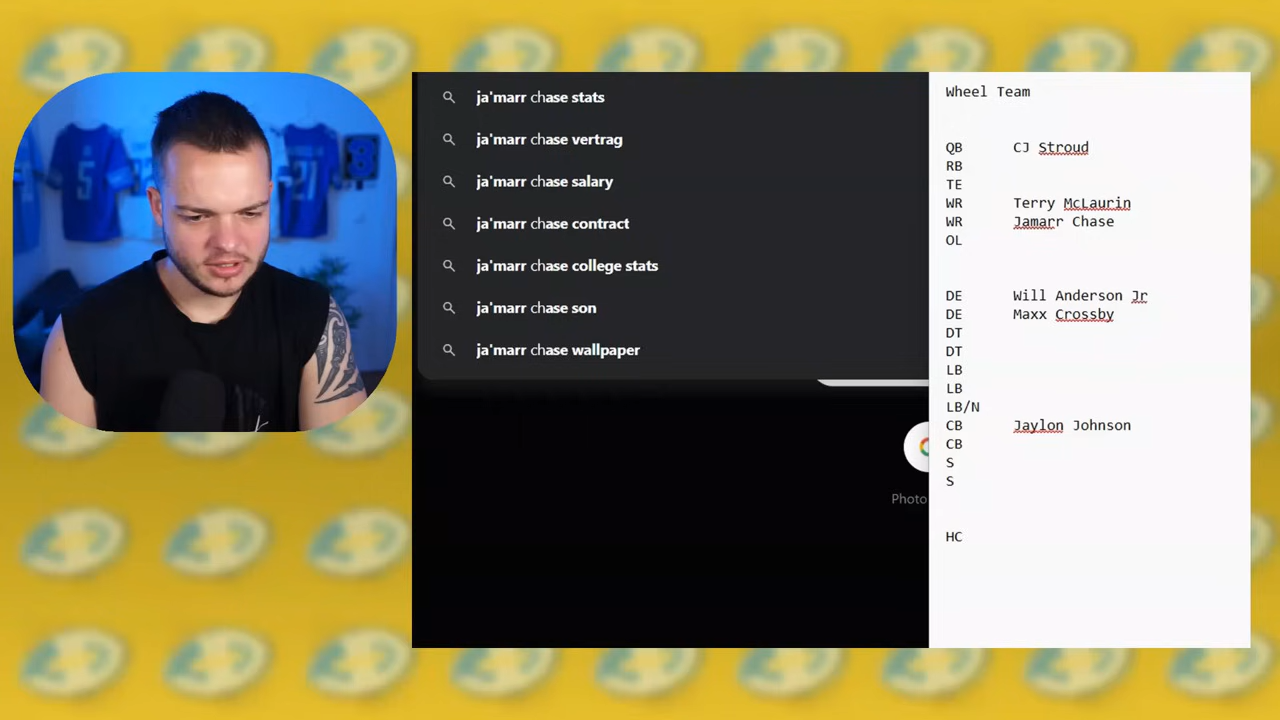 ja'marr chase stats
ja'marr chase vertrag
ja'marr chase salary
ja'marr chase contract
ja'marr chase college stats
ja'marr chase son
ja'marr chase wallpaper
Photo
Wheel Team
QB CJ Stroud
RB
TE
WR Terry McLaurin
WR Jamarr Chase
OL
DE Will Anderson Jr
DE Maxx Crossby
DT
DT
LB
LB
LB/N
CB Jaylon Johnson
CB
S
S
HC
5
21